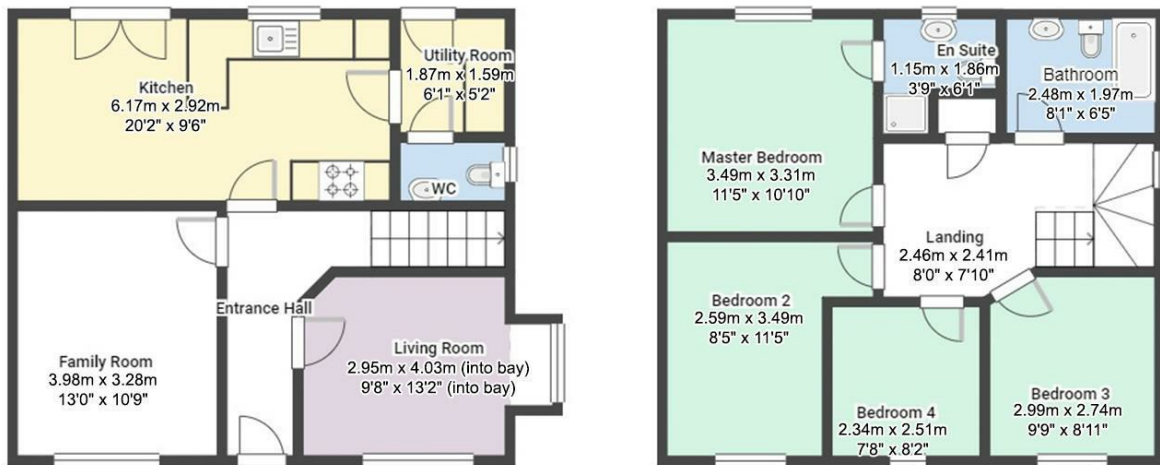 Kitchen
6.17m x 2.92m
20'2" x 9'6"
Utility Room
1.87m x 1.59m
6'1" x 5'2"
WC
Entrance Hall
Family Room
3.98m x 3.28m
13'0" x 10'9"
Living Room
2.95m x 4.03m (into bay)
9'8" x 13'2" (into bay)
En Suite
1.15m x 1.86m
3'9" x 6'1"
Bathroom
2.48m x 1.97m
8'1" x 6'5"
Master Bedroom
3.49m x 3.31m
11'5" x 10'10"
Landing
2.46m x 2.41m
8'0" x 7'10"
Bedroom 2
2.59m x 3.49m
8'5" x 11'5"
Bedroom 4
2.34m x 2.51m
7'8" x 8'2"
Bedroom 3
2.99m x 2.74m
9'9" x 8'11"